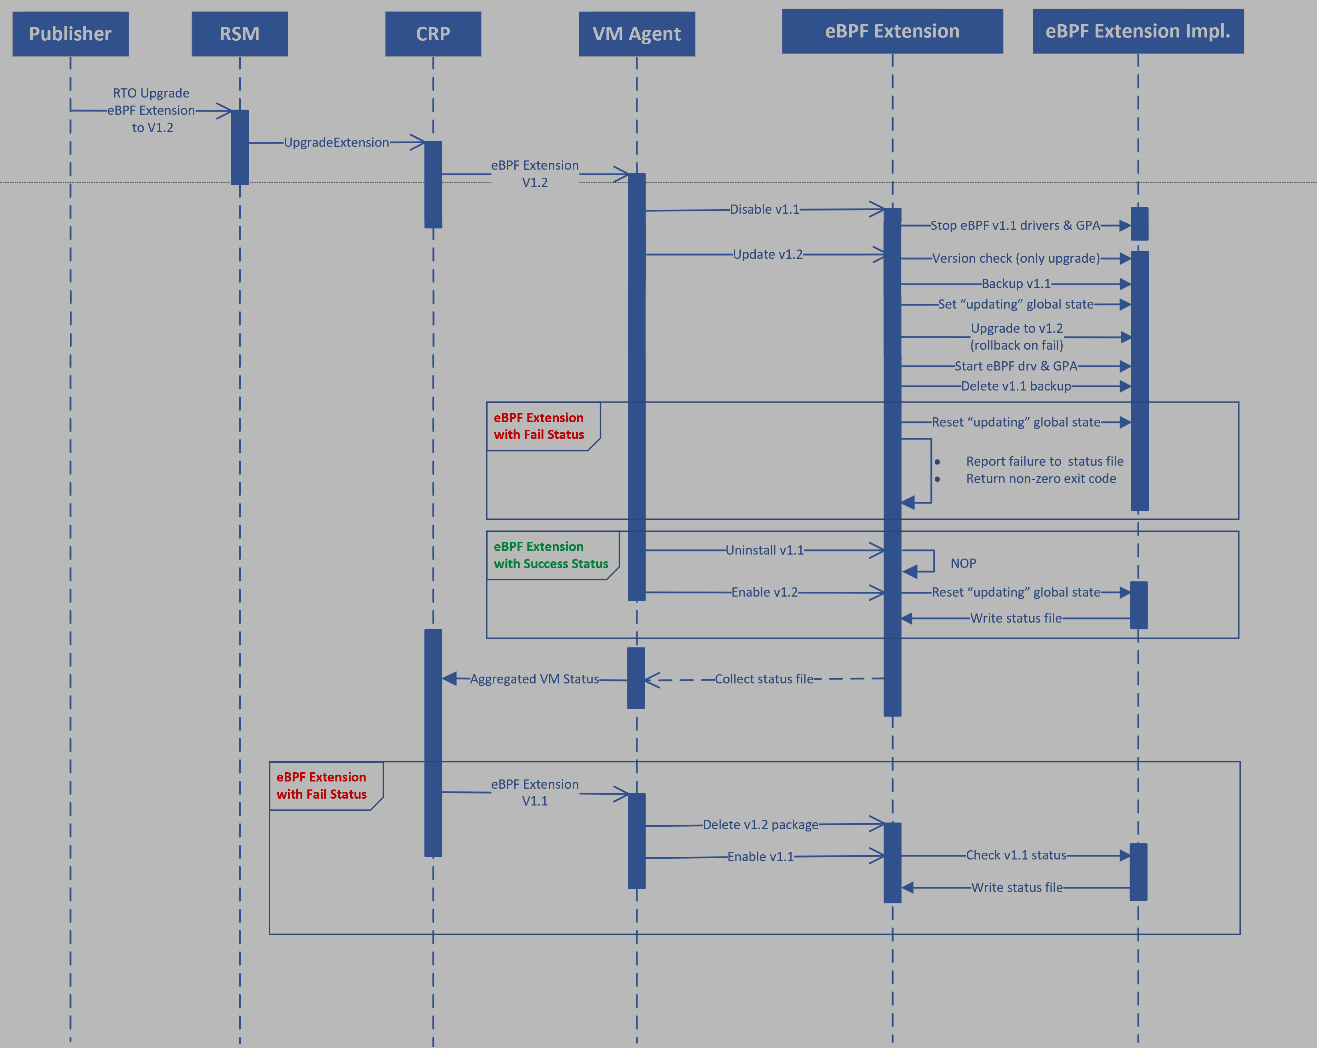 Publisher
RSM
CRP
VM Agent
eBPF Extension
eBPF Extension Impl.
RTO Upgrade
eBPF Extension
to V1.2
UpgradeExtension
eBPF Extension
V1.2
Disable v1.1
Stop eBPF v1.1 drivers & GPA
Update v1.2
Version check (only upgrade)
Backup v1.1
Set “updating” global state
Upgrade to v1.2
(rollback on fail)
Start eBPF drv & GPA
Delete v1.1 backup
eBPF Extension
with Fail Status
Reset “updating” global state
• Report failure to status file
• Return non-zero exit code
eBPF Extension
with Success Status
Uninstall v1.1
NOP
Enable v1.2
Reset “updating” global state
Write status file
Aggregated VM Status
Collect status file
eBPF Extension
with Fail Status
eBPF Extension
V1.1
Delete v1.2 package
Enable v1.1
Check v1.1 status
Write status file